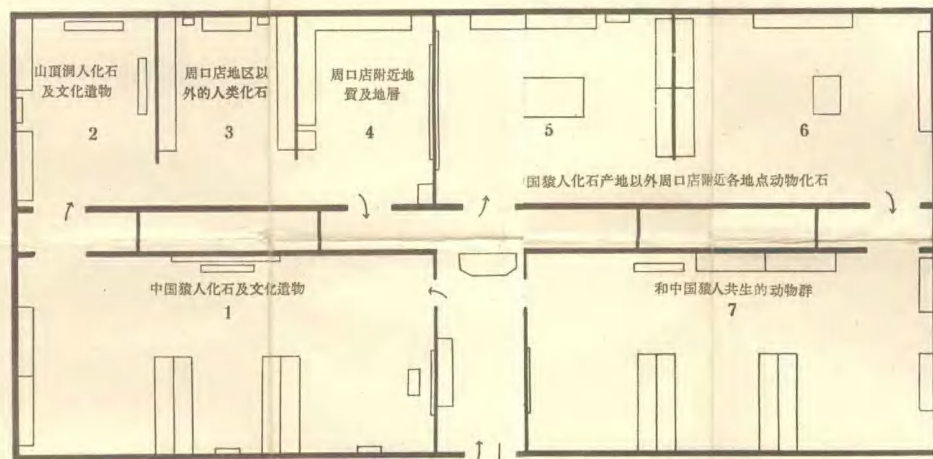 山頂洞人化石
及文化遺物
2
周口店地区以
外的人类化石
3
周口店附近地
質及地層
4
5
6
国猿人化石产地以外周口店附近各地点动物化石
中国猿人化石及文化遺物
1
和中国猿人共生的动物群
7